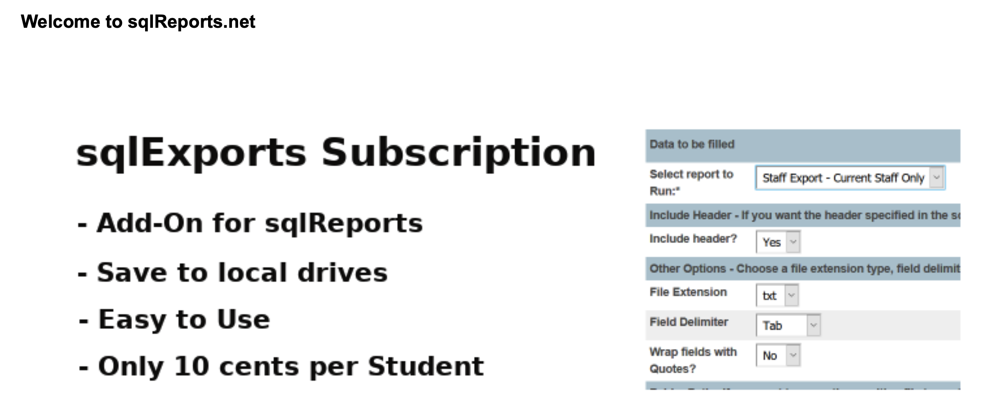 Welcome to sqlReports.net
sqlExports Subscription
- Add-On for sqlReports
- Save to local drives
- Easy to Use
- Only 10 cents per Student
Data to be filled
Select report to
Run:*
Staff Export - Current Staff Only
Include Header - If you want the header specified in the
Include header?
Yes
Other Options - Choose a file extension type, field delimit
File Extension
txt
Field Delimiter
Tab
Wrap fields with
Quotes?
No